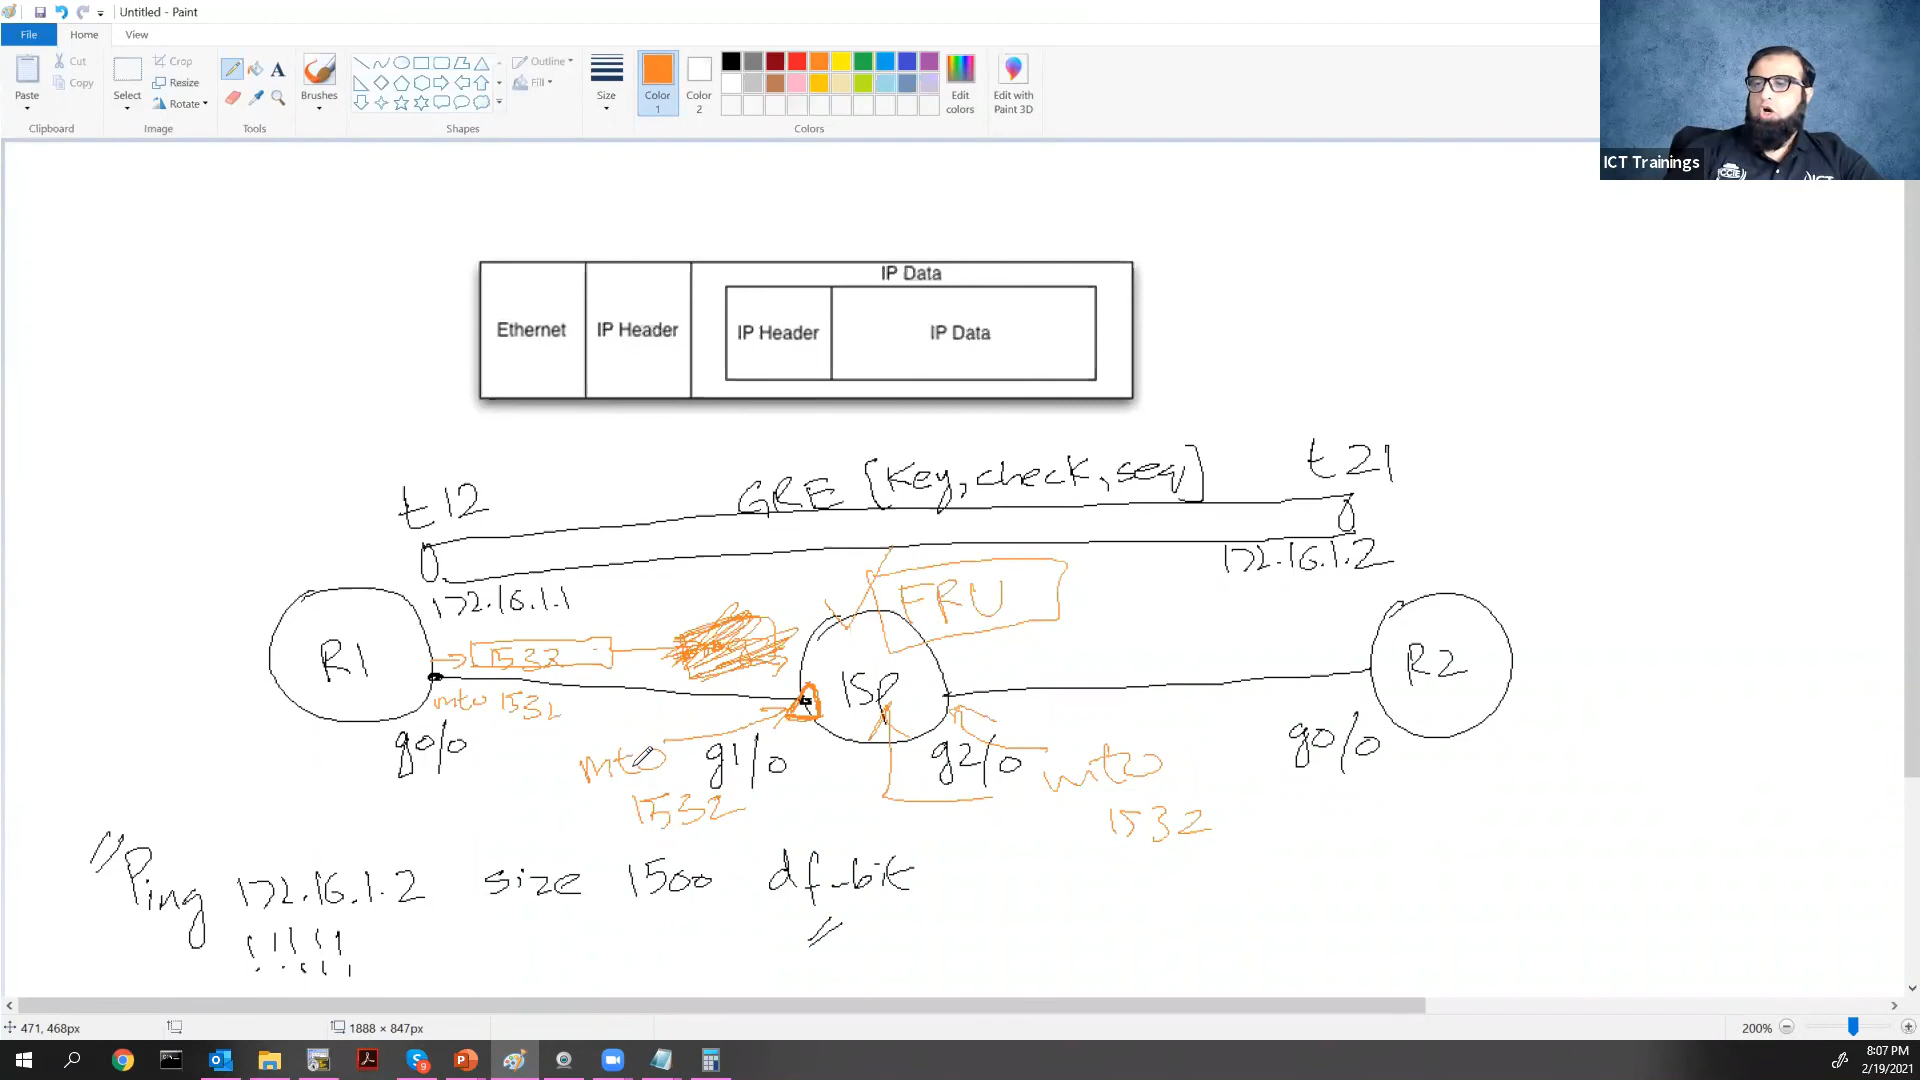 Untitled - Paint
File Home View
Paste
Cut
Copy
Clipboard
Select
Crop
Resize
Rotate
Image
Tools
Brushes
Outline
Fill
Shapes
Size
Color 1
Color 2
Edit colors
Edit with Paint 3D
Colors
ICT Trainings
CCIE
Ethernet
IP Header
IP Data
IP Header
IP Data
t12
GRE [Key,check,seq]
t21
172.16.1.1
172.16.1.2
FRU
R1
1532
ISP
R2
mtu 1532
g0/0
mtu
1532
g1/0
g2/0
mtu
1532
g0/0
"Ping 172.16.1.2 size 1500 df-bit"
!!!!!
471, 468px
1888 × 847px
200%
9
8:07 PM
2/19/2021